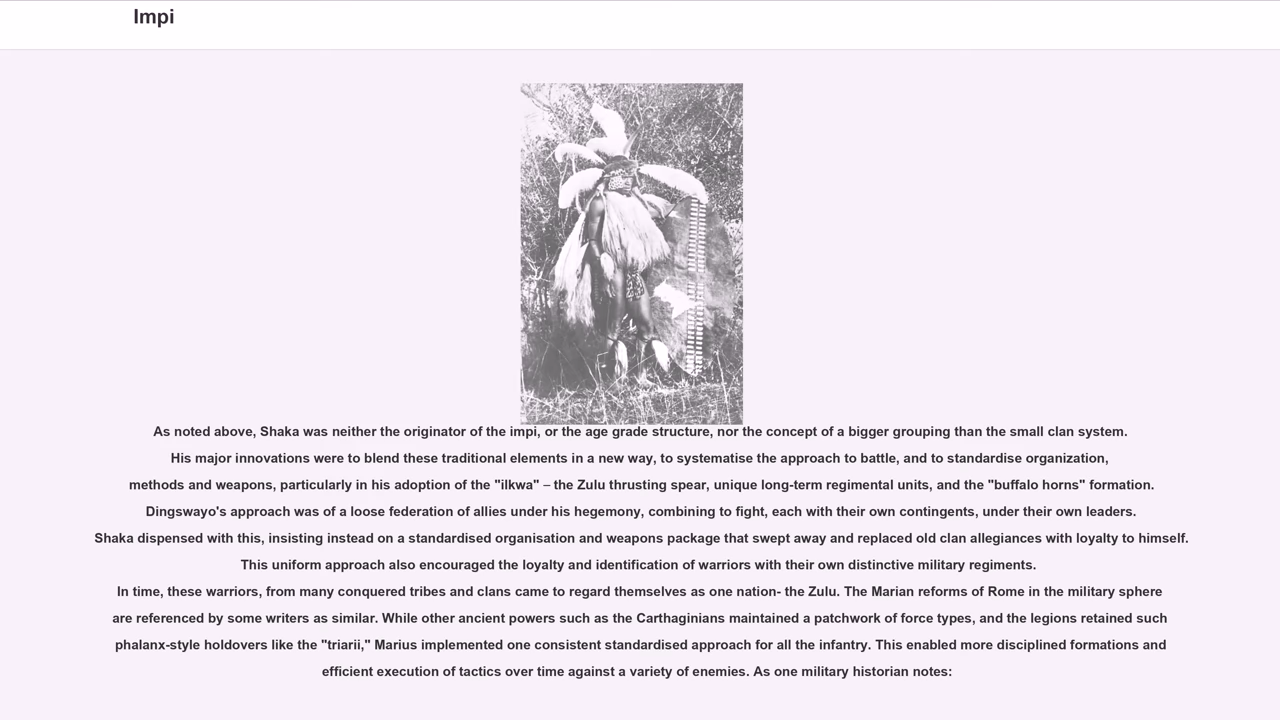 Impi
As noted above, Shaka was neither the originator of the impi, or the age grade structure, nor the concept of a bigger grouping than the small clan system.
His major innovations were to blend these traditional elements in a new way, to systematise the approach to battle, and to standardise organization,
methods and weapons, particularly in his adoption of the "ilkwa" – the Zulu thrusting spear, unique long-term regimental units, and the "buffalo horns" formation.
Dingswayo's approach was of a loose federation of allies under his hegemony, combining to fight, each with their own contingents, under their own leaders.
Shaka dispensed with this, insisting instead on a standardised organisation and weapons package that swept away and replaced old clan allegiances with loyalty to himself.
This uniform approach also encouraged the loyalty and identification of warriors with their own distinctive military regiments.
In time, these warriors, from many conquered tribes and clans came to regard themselves as one nation- the Zulu. The Marian reforms of Rome in the military sphere
are referenced by some writers as similar. While other ancient powers such as the Carthaginians maintained a patchwork of force types, and the legions retained such
phalanx-style holdovers like the "triarii," Marius implemented one consistent standardised approach for all the infantry. This enabled more disciplined formations and
efficient execution of tactics over time against a variety of enemies. As one military historian notes: